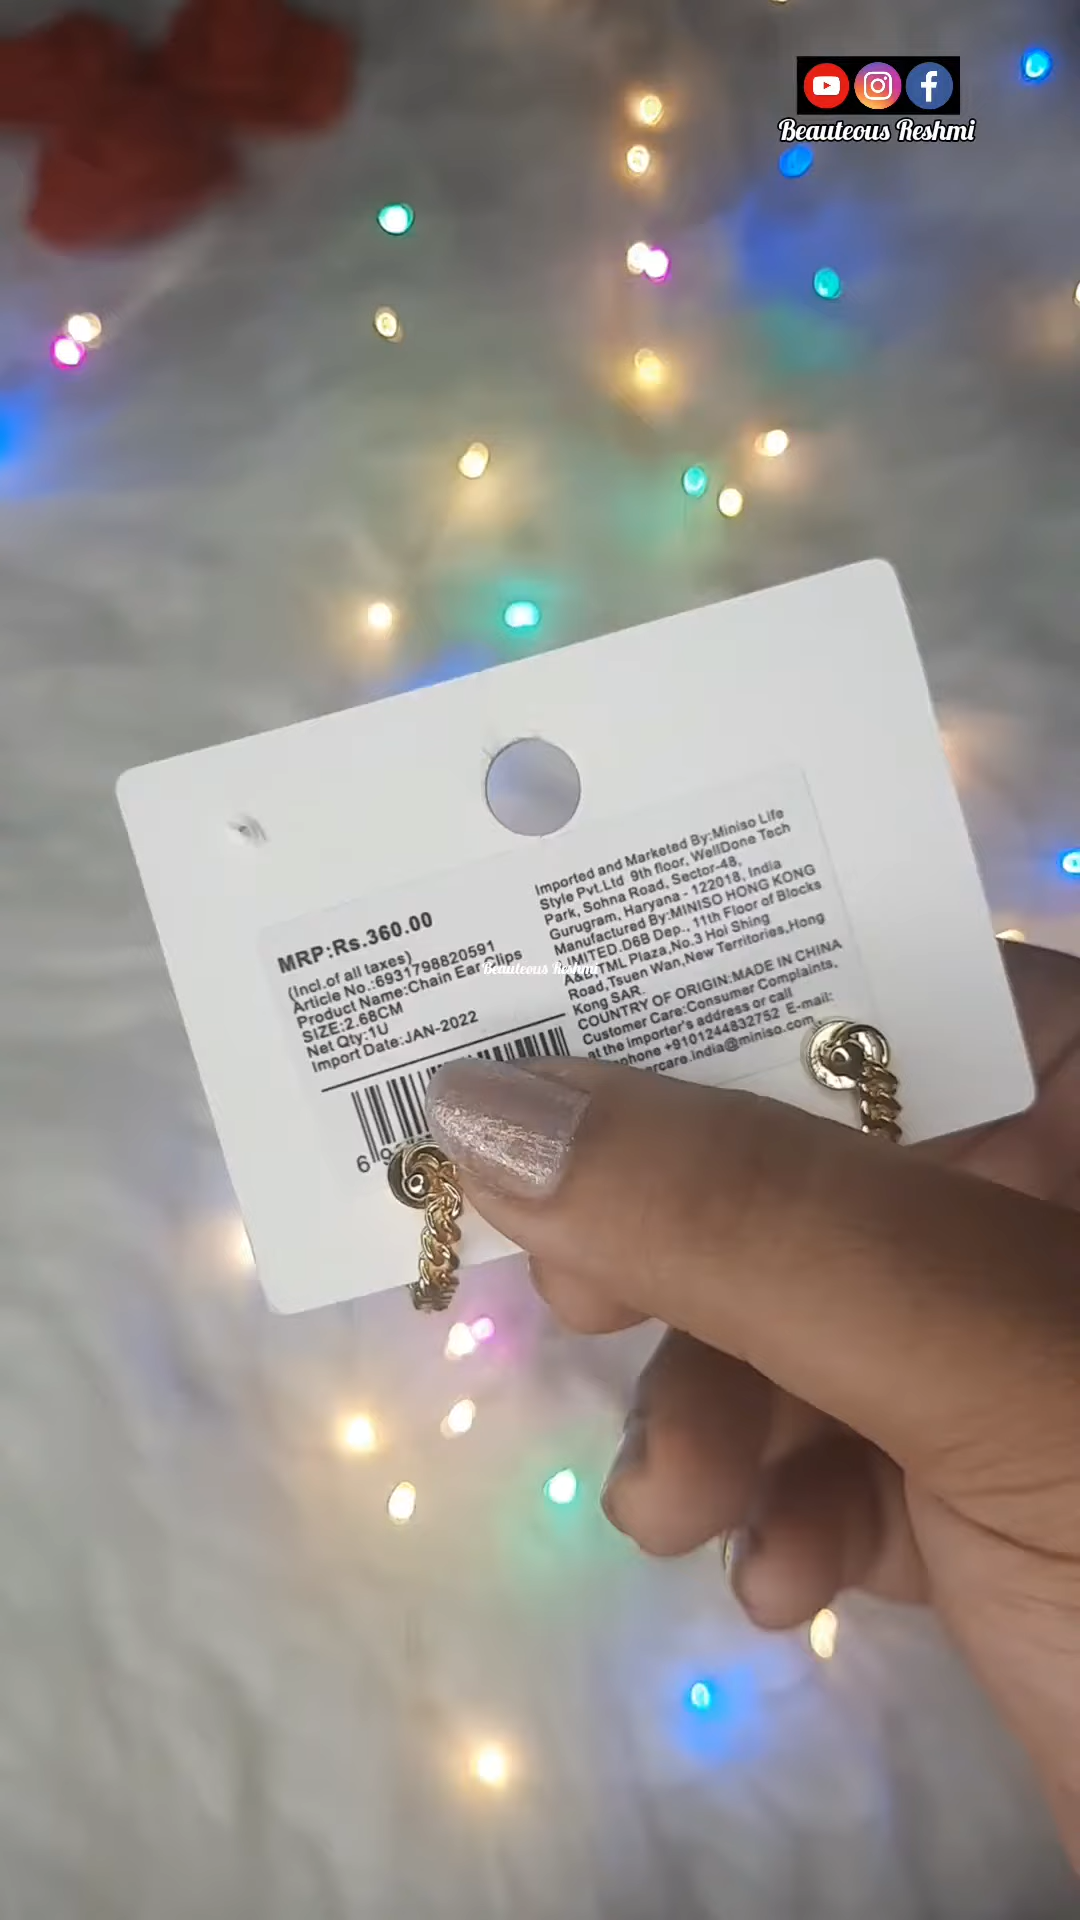 Beauteous Reshmi
MRP:Rs.360.00
(Incl.of all taxes)
Article No.:6931798820591
Product Name:Chain Ear Clips
SIZE:2.68CM
Net Qty:1U
Import Date:JAN-2022
Imported and Marketed By:Miniso Life
Style Pvt.Ltd 9th floor, WellDone Tech
Park, Sohna Road, Sector-48,
Gurugram, Haryana - 122018, India
Manufactured By:MINISO HONG KONG
IMITED.D6B Dep., 11th Floor of Blocks
A&B,TML Plaza,No.3 Hoi Shing
Road,Tsuen Wan,New Territories,Hong
Kong SAR.
COUNTRY OF ORIGIN:MADE IN CHINA
Customer Care:Consumer Complaints,
at the importer's address or call
phone +9101244832752 E-mail:
ercare.india@miniso.com
Beauteous Reshmi